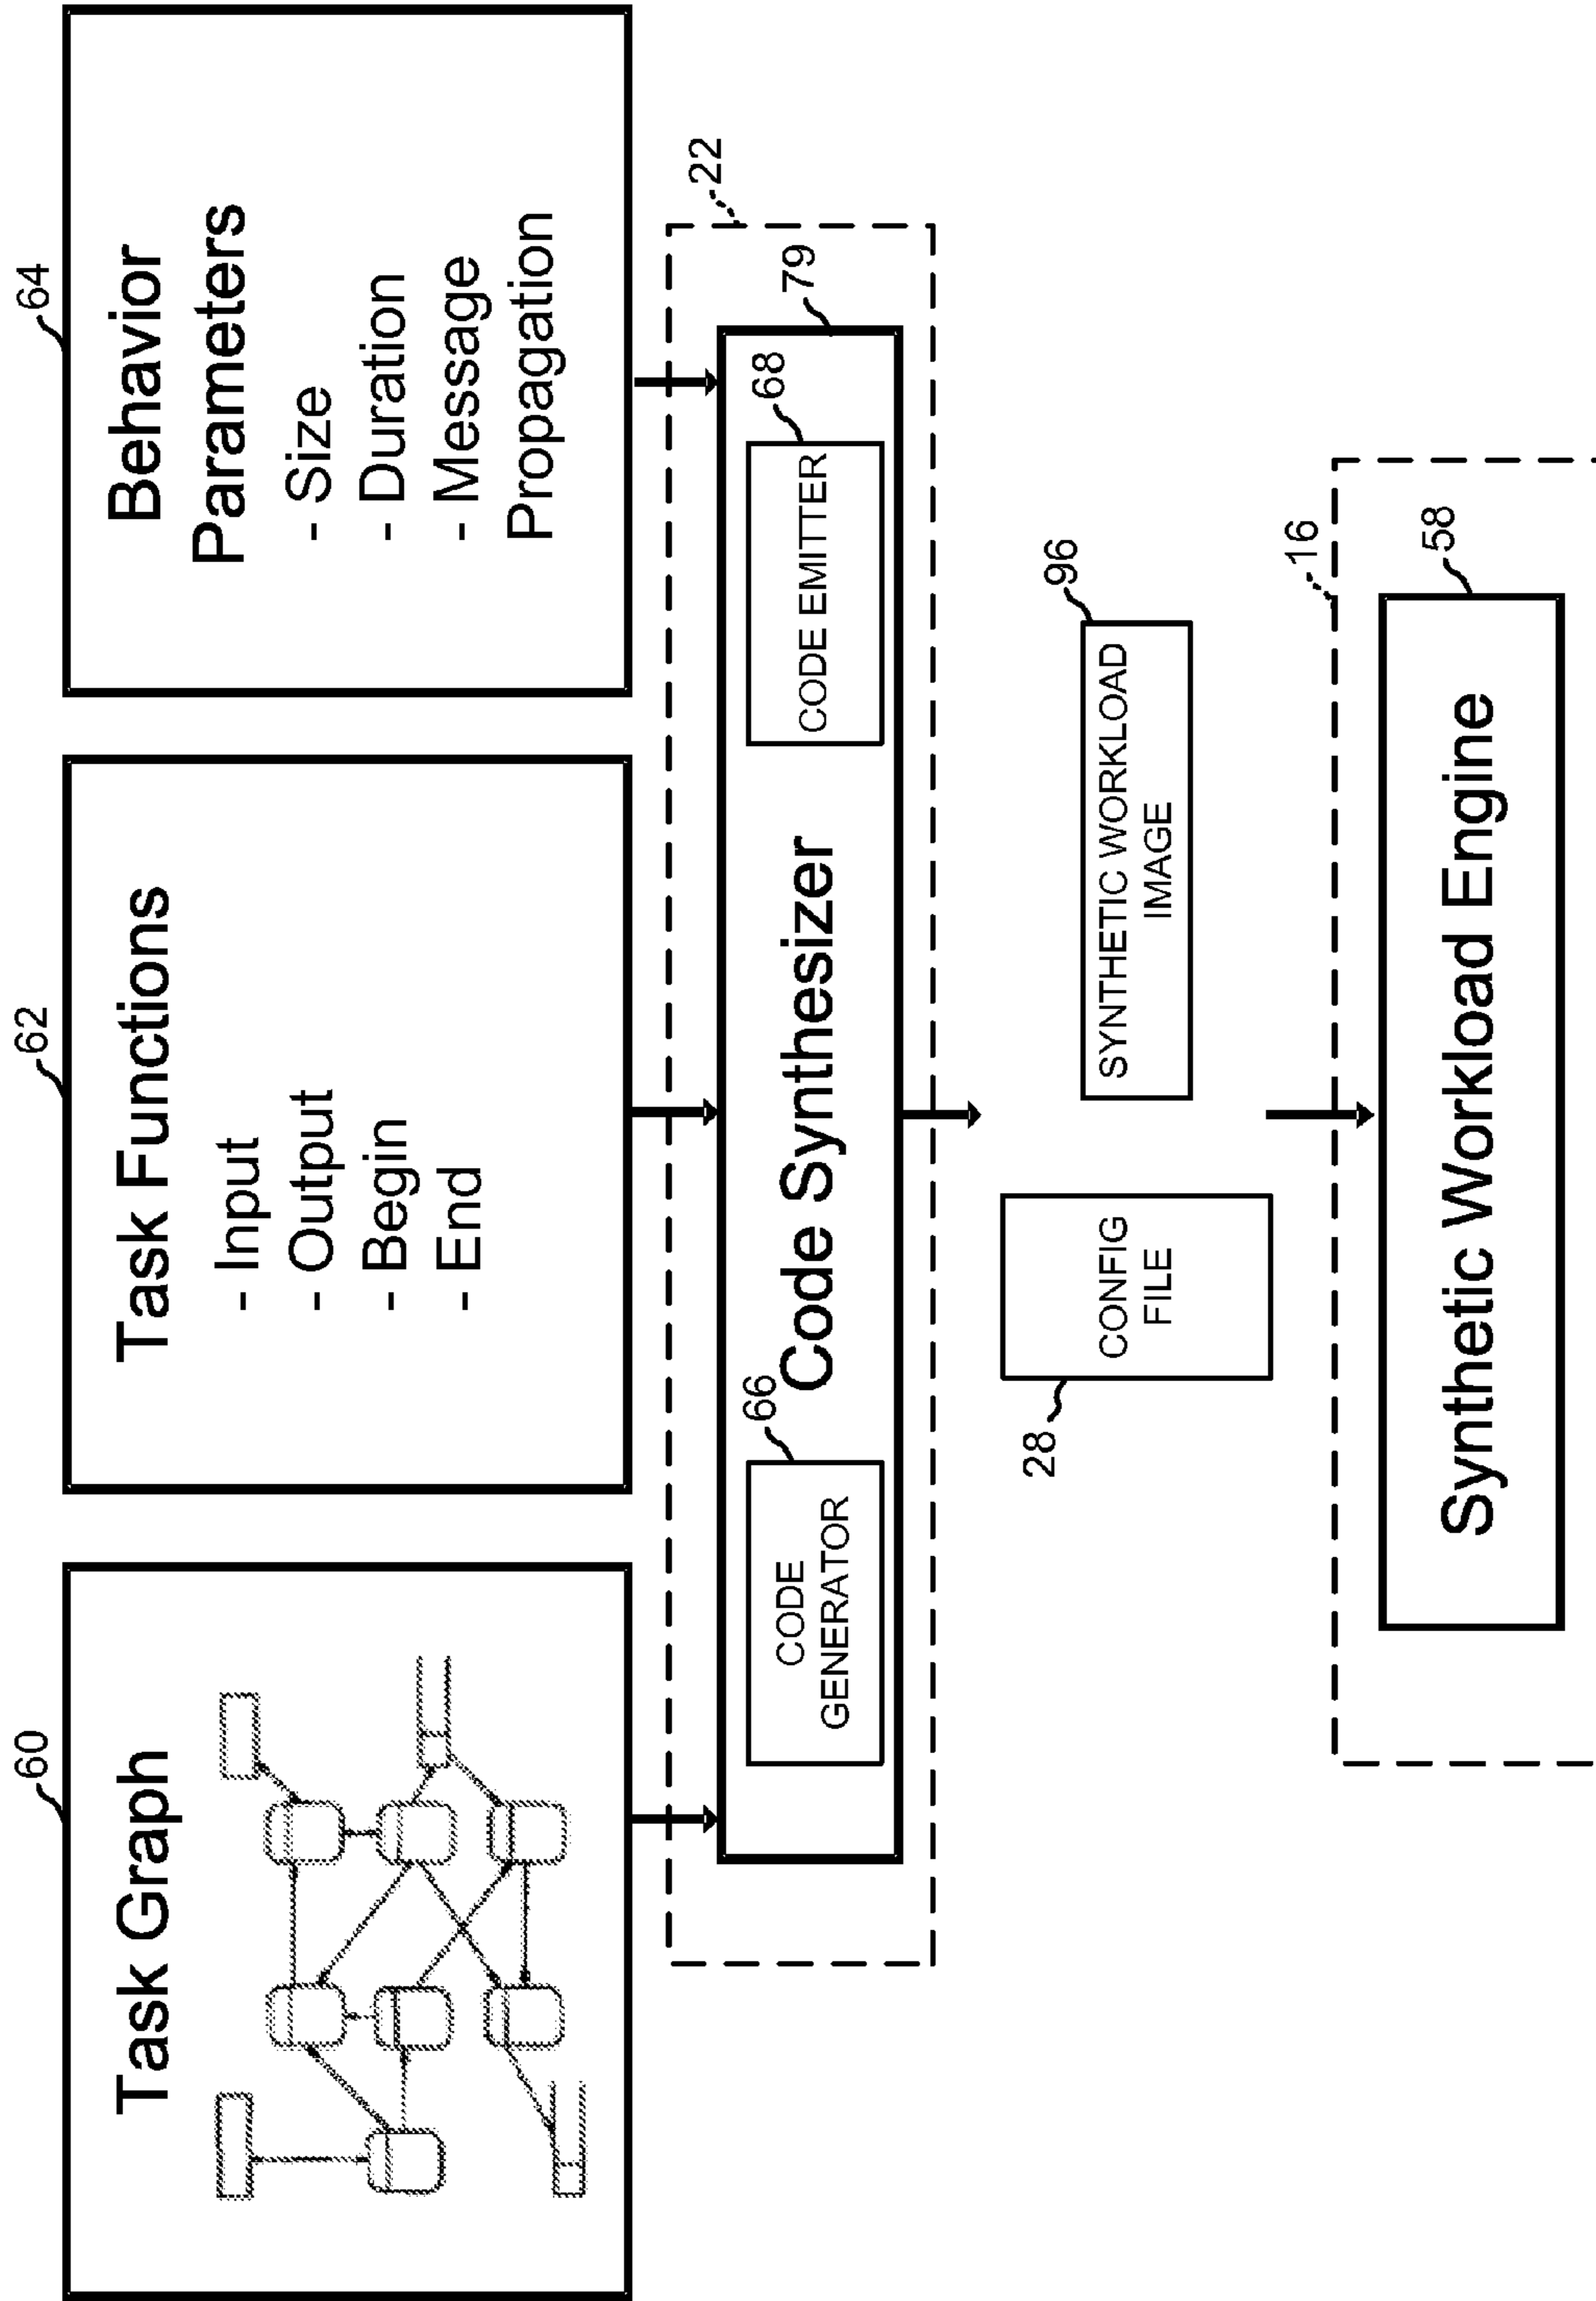 60
Task Graph
62
Task Functions
- Input
- Output
- Begin
- End
64
Behavior
Parameters
- Size
- Duration
- Message
Propagation
22
79
66
CODE
GENERATOR
Code Synthesizer
68
CODE EMITTER
28
CONFIG
FILE
96
SYNTHETIC WORKLOAD
IMAGE
16
58
Synthetic Workload Engine